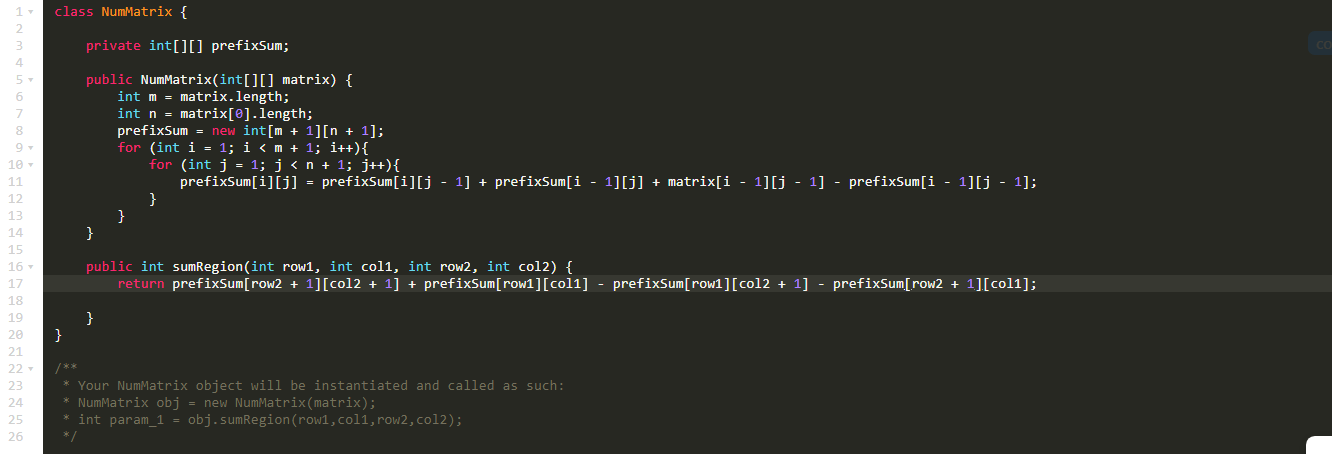 1 class NumMatrix {
2
3     private int[][] prefixSum;
4
5     public NumMatrix(int[][] matrix) {
6         int m = matrix.length;
7         int n = matrix[0].length;
8         prefixSum = new int[m + 1][n + 1];
9         for (int i = 1; i < m + 1; i++){
10             for (int j = 1; j < n + 1; j++){
11                 prefixSum[i][j] = prefixSum[i][j - 1] + prefixSum[i - 1][j] + matrix[i - 1][j - 1] - prefixSum[i - 1][j - 1];
12             }
13         }
14     }
15
16     public int sumRegion(int row1, int col1, int row2, int col2) {
17         return prefixSum[row2 + 1][col2 + 1] + prefixSum[row1][col1] - prefixSum[row1][col2 + 1] - prefixSum[row2 + 1][col1];
18
19     }
20 }
21
22 /**
23  * Your NumMatrix object will be instantiated and called as such:
24  * NumMatrix obj = new NumMatrix(matrix);
25  * int param_1 = obj.sumRegion(row1,col1,row2,col2);
26  */